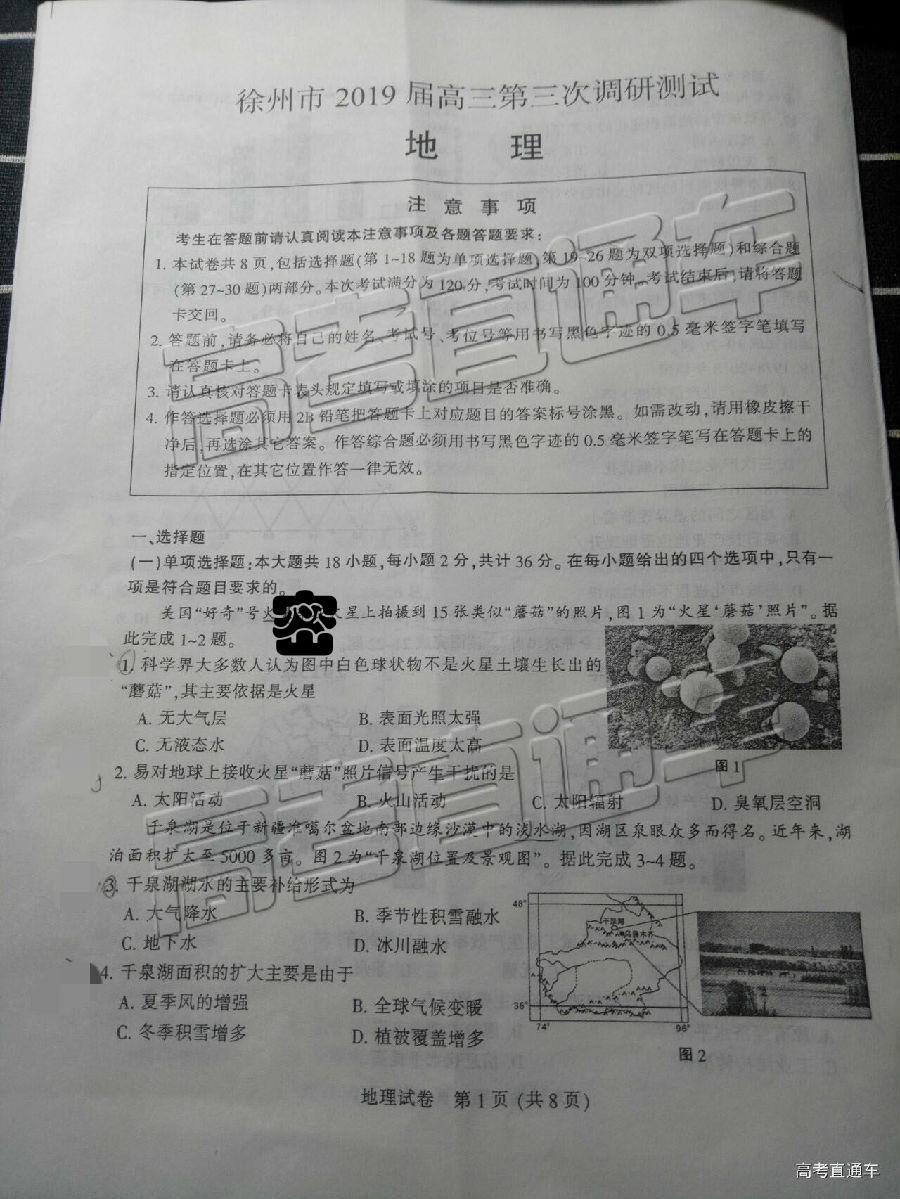 徐州市 2019 届高三第三次调研测试
地 理
注 意 事 项
考生在答题前请认真阅读本注意事项及各题答题要求：
1. 本试卷共 8 页,包括选择题(第 1~18 题为单项选择题,第 19~26 题为双项选择题)和综合题
(第 27~30 题)两部分。本次考试满分为 120 分,考试时间为 100 分钟。考试结束后,请将答题
卡交回。
2. 答题前,请务必将自己的姓名、考试号、考位号等用书写黑色字迹的 0.5 毫米签字笔填写
在答题卡上。
3. 请认真核对答题卡表头规定填写或填涂的项目是否准确。
4. 作答选择题必须用 2B 铅笔把答题卡上对应题目的答案标号涂黑。如需改动,请用橡皮擦干
净后,再选涂其它答案。作答综合题必须用书写黑色字迹的 0.5 毫米签字笔写在答题卡上的
指定位置,在其它位置作答一律无效。
一、选择题
(一)单项选择题:本大题共 18 小题,每小题 2 分,共计 36 分。在每小题给出的四个选项中,只有一
项是符合题目要求的。
美国“好奇”号火 火星上拍摄到 15 张类似“蘑菇”的照片,图 1 为“火星‘蘑菇’照片”。据
此完成 1~2 题。
1. 科学界大多数人认为图中白色球状物不是火星土壤生长出的
“蘑菇”,其主要依据是火星
A. 无大气层 B. 表面光照太强
C. 无液态水 D. 表面温度太高
图 1
2. 易对地球上接收火星“蘑菇”照片信号产生干扰的是
A. 太阳活动 B. 火山活动 C. 太阳辐射 D. 臭氧层空洞
千泉湖是位于新疆准噶尔盆地南部边缘沙漠中的淡水湖,因湖区泉眼众多而得名。近年来,湖
泊面积扩大至 5000 多亩。图 2 为“千泉湖位置及景观图”。据此完成 3~4 题。
3. 千泉湖湖水的主要补给形式为
A. 大气降水 B. 季节性积雪融水
C. 地下水 D. 冰川融水
4. 千泉湖面积的扩大主要是由于
A. 夏季风的增强 B. 全球气候变暖
C. 冬季积雪增多 D. 植被覆盖增多
48°
千泉湖
乌鲁木齐
36°
74° 96°
图 2
地理试卷 第 1 页 (共 8 页)
高考直通车
高考直通车
高考直通车
高考直通车